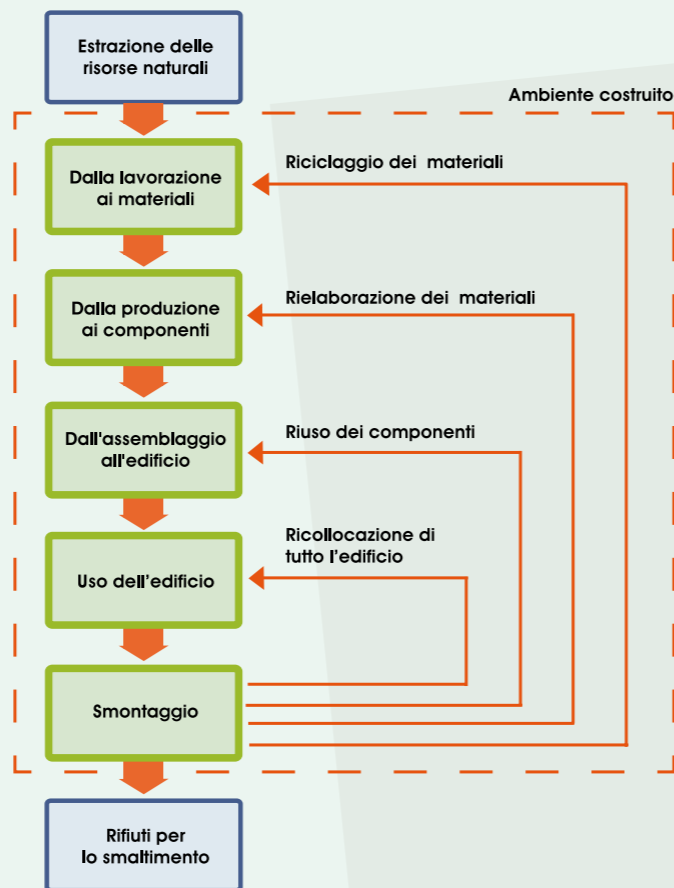 Estrazione delle
risorse naturali
Ambiente costruito
Dalla lavorazione
ai materiali
Riciclaggio dei materiali
Dalla produzione
ai componenti
Rielaborazione dei materiali
Dall'assemblaggio
all'edificio
Riuso dei componenti
Uso dell’edificio
Ricollocazione di
tutto l’edificio
Smontaggio
Rifiuti per
lo smaltimento